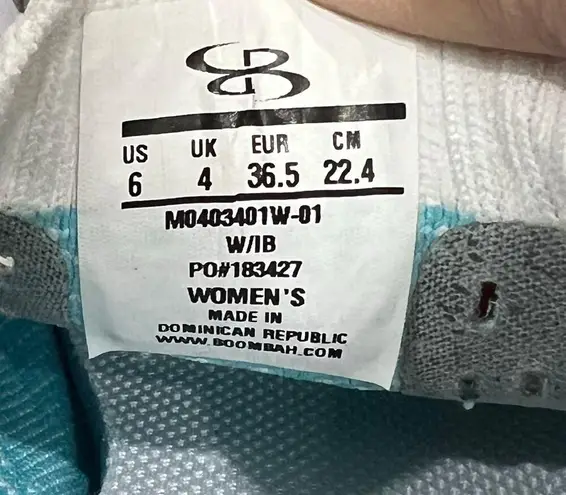 US UK EUR CM
6 4 36.5 22.4
M0403401W-01
W/IB
PO#183427
WOMEN'S
MADE IN
DOMINICAN REPUBLIC
WWW.BOOMBAH.COM